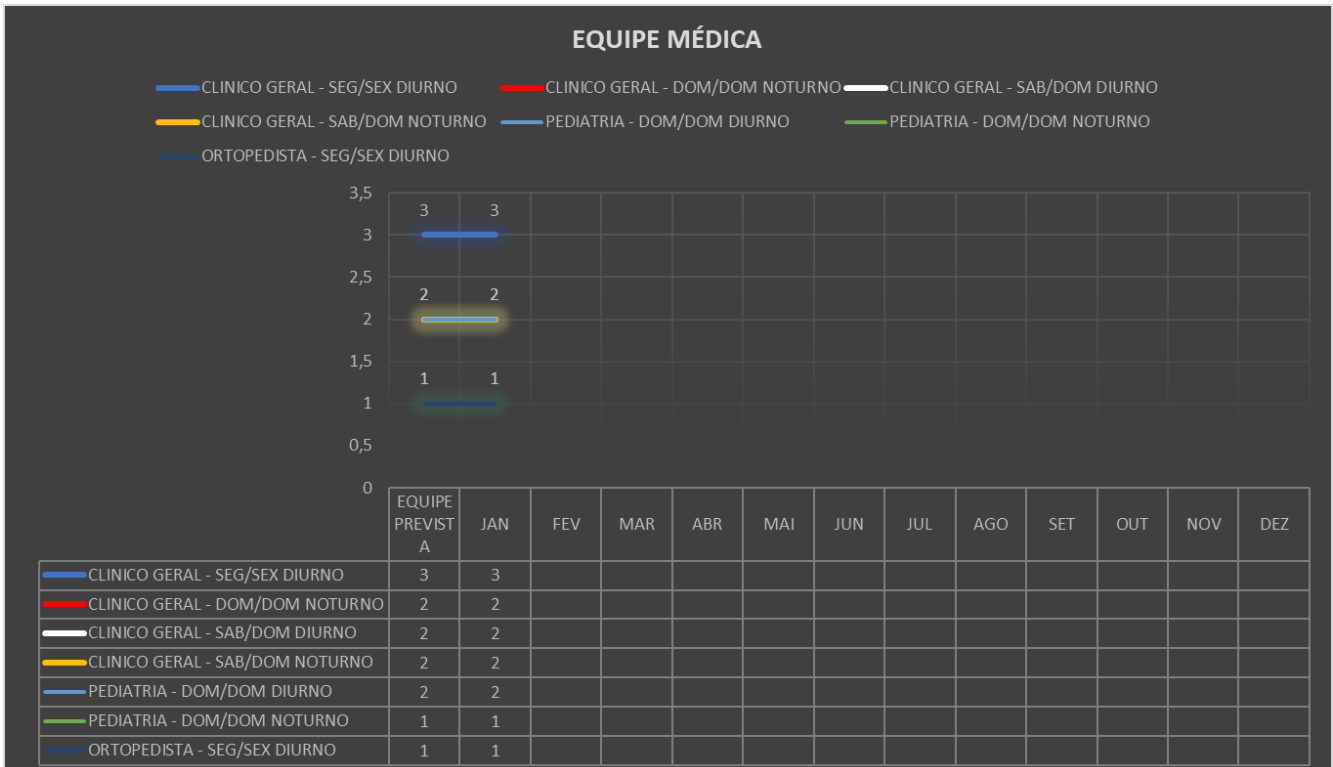 EQUIPE MÉDICA
CLINICO GERAL - SEG/SEX DIURNO CLINICO GERAL - DOM/DOM NOTURNO CLINICO GERAL - SAB/DOM DIURNO
CLINICO GERAL - SAB/DOM NOTURNO PEDIATRIA - DOM/DOM DIURNO PEDIATRIA - DOM/DOM NOTURNO
ORTOPEDISTA - SEG/SEX DIURNO
3,5
3 3
3
2,5
2 2
2
1,5
1 1
1
0,5
0
EQUIPE
PREVIST
A
JAN FEV MAR ABR MAI JUN JUL AGO SET OUT NOV DEZ
CLINICO GERAL - SEG/SEX DIURNO 3 3
CLINICO GERAL - DOM/DOM NOTURNO 2 2
CLINICO GERAL - SAB/DOM DIURNO 2 2
CLINICO GERAL - SAB/DOM NOTURNO 2 2
PEDIATRIA - DOM/DOM DIURNO 2 2
PEDIATRIA - DOM/DOM NOTURNO 1 1
ORTOPEDISTA - SEG/SEX DIURNO 1 1